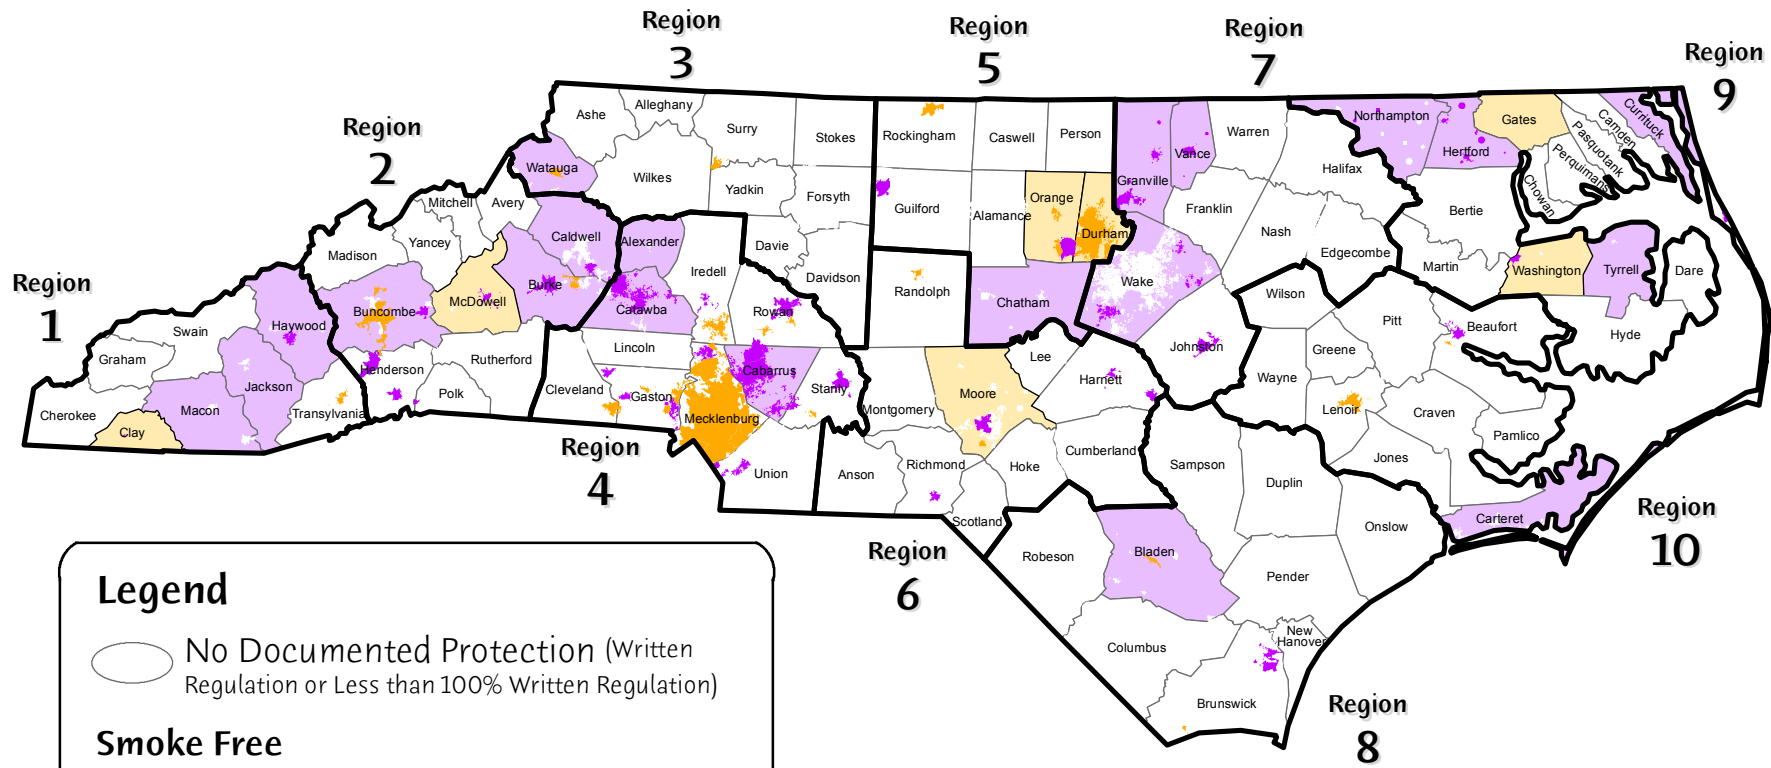 Region
3
Region
5
Region
7
Region
9
Region
2
Region
1
Region
4
Region
6
Region
10
Region
8
Ashe
Alleghany
Surry
Stokes
Rockingham
Caswell
Person
Warren
Northampton
Gates
Currituck
Camden
Pasquotank
Perquimans
Chowan
Hertford
Halifax
Vance
Granville
Watauga
Wilkes
Yadkin
Forsyth
Guilford
Alamance
Orange
Durham
Franklin
Nash
Edgecombe
Bertie
Martin
Washington
Tyrrell
Dare
Mitchell
Avery
Yancey
Madison
Caldwell
Alexander
Iredell
Davie
Davidson
Randolph
Chatham
Wake
Wilson
Pitt
Beaufort
Hyde
Swain
Haywood
Buncombe
McDowell
Burke
Catawba
Rowan
Graham
Jackson
Henderson
Rutherford
Polk
Lincoln
Cleveland
Gaston
Cabarrus
Stanly
Mecklenburg
Montgomery
Moore
Lee
Harnett
Johnston
Greene
Wayne
Lenoir
Craven
Pamlico
Cherokee
Clay
Macon
Transylvania
Union
Anson
Richmond
Hoke
Cumberland
Sampson
Duplin
Jones
Onslow
Carteret
Scotland
Robeson
Bladen
Pender
Columbus
New
Hanover
Brunswick
Legend
No Documented Protection (Written
Regulation or Less than 100% Written Regulation)
Smoke Free